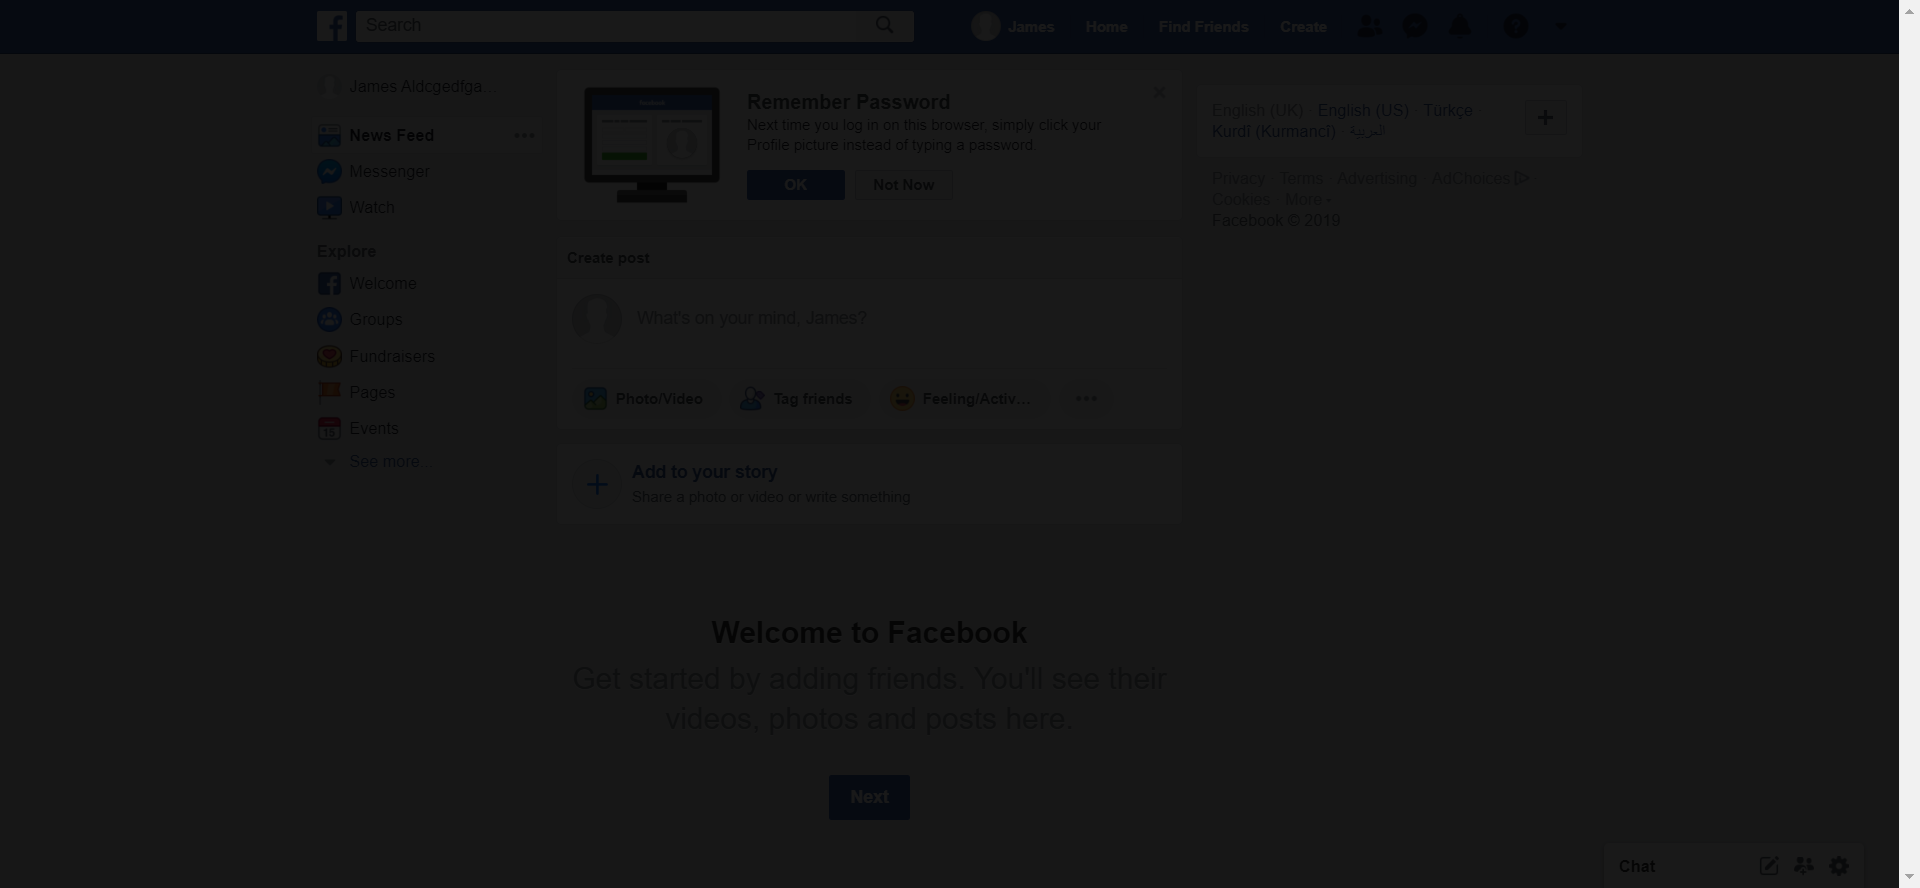 Search
James
Home
Find Friends
Create
James Aldcgedfga...
News Feed
Messenger
Watch
Explore
Welcome
Groups
Fundraisers
Pages
Events
See more...
Remember Password
Next time you log in on this browser, simply click your
Profile picture instead of typing a password.
OK
Not Now
Create post
What's on your mind, James?
Photo/Video
Tag friends
Feeling/Activ...
Add to your story
Share a photo or video or write something
Welcome to Facebook
Get started by adding friends. You'll see their
videos, photos and posts here.
Next
English (UK) English (US) Türkçe
Kurdî (Kurmancî) العربية
Privacy Terms Advertising AdChoices
Cookies More
Facebook © 2019
Chat